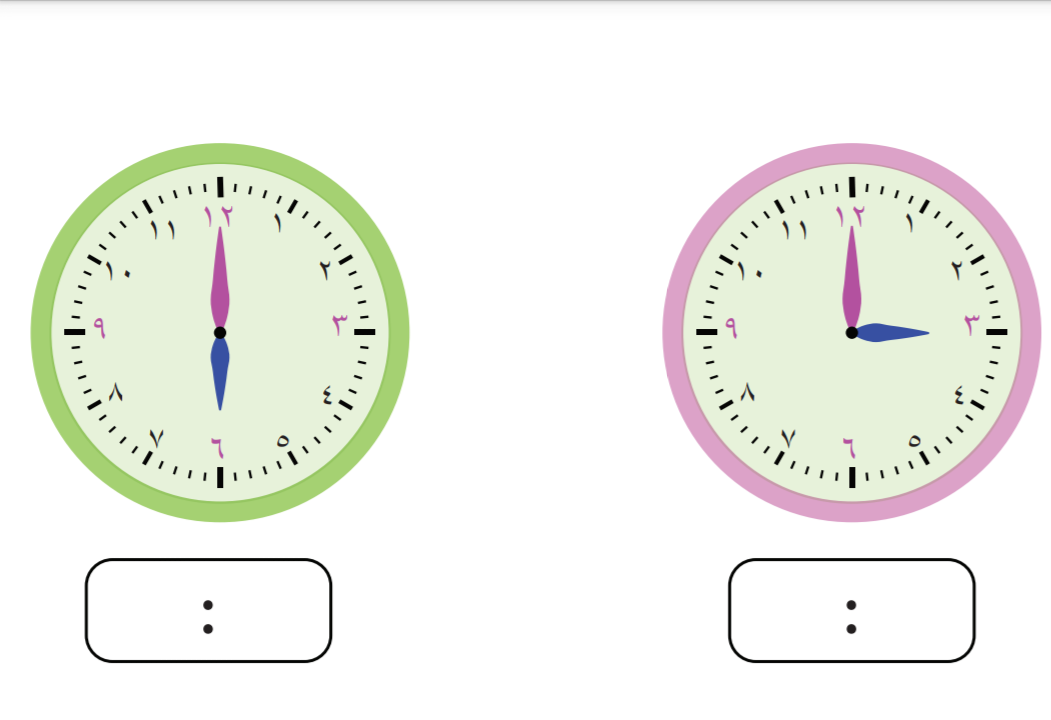 ١٢ ١٢
١١ ١ ١١ ١
١٠ ٢ ١٠ ٢
٩ ٣ ٩ ٣
٨ ٤ ٨ ٤
٧ ٥ ٧ ٥
٦ ٦
: :